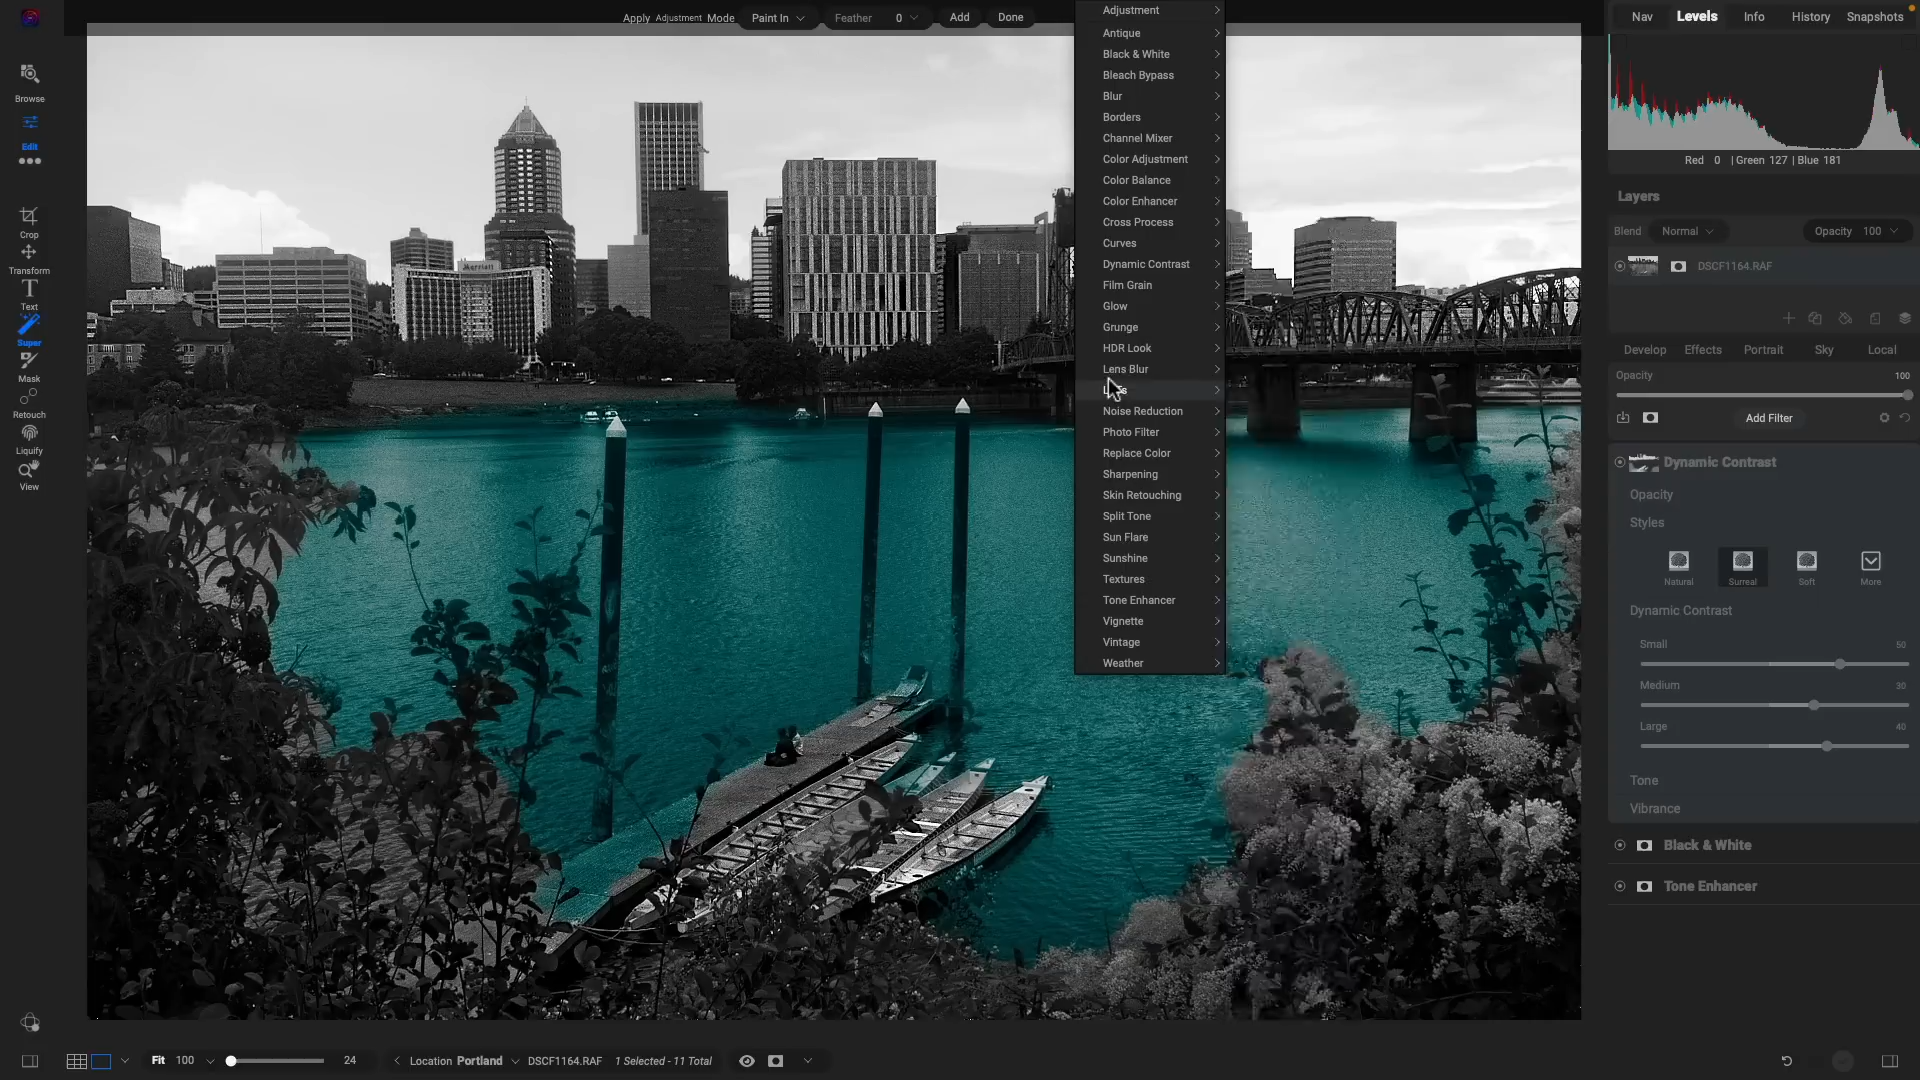 Apply Adjustment Mode Paint In Feather 0 Add Done
Adjustment
Antique
Black & White
Bleach Bypass
Blur
Borders
Channel Mixer
Color Adjustment
Color Balance
Color Enhancer
Cross Process
Curves
Dynamic Contrast
Film Grain
Glow
Grunge
HDR Look
Lens Blur
Noise Reduction
Photo Filter
Replace Color
Sharpening
Skin Retouching
Split Tone
Sun Flare
Sunshine
Textures
Tone Enhancer
Vignette
Vintage
Weather
Browse
Edit
Crop
Transform
Text
Super
Mask
Retouch
Liquify
View
Marriott
Nav Levels Info History Snapshots
Red 0 | Green 127 | Blue 181
Layers
Blend Normal Opacity 100
DSCF1164.RAF
Develop Effects Portrait Sky Local
Opacity 100
Add Filter
Dynamic Contrast
Opacity
Styles
Natural Surreal Soft More
Dynamic Contrast
Small 50
Medium 30
Large 40
Tone
Vibrance
Black & White
Tone Enhancer
Fit 100 24 Location Portland DSCF1164.RAF 1 Selected - 11 Total